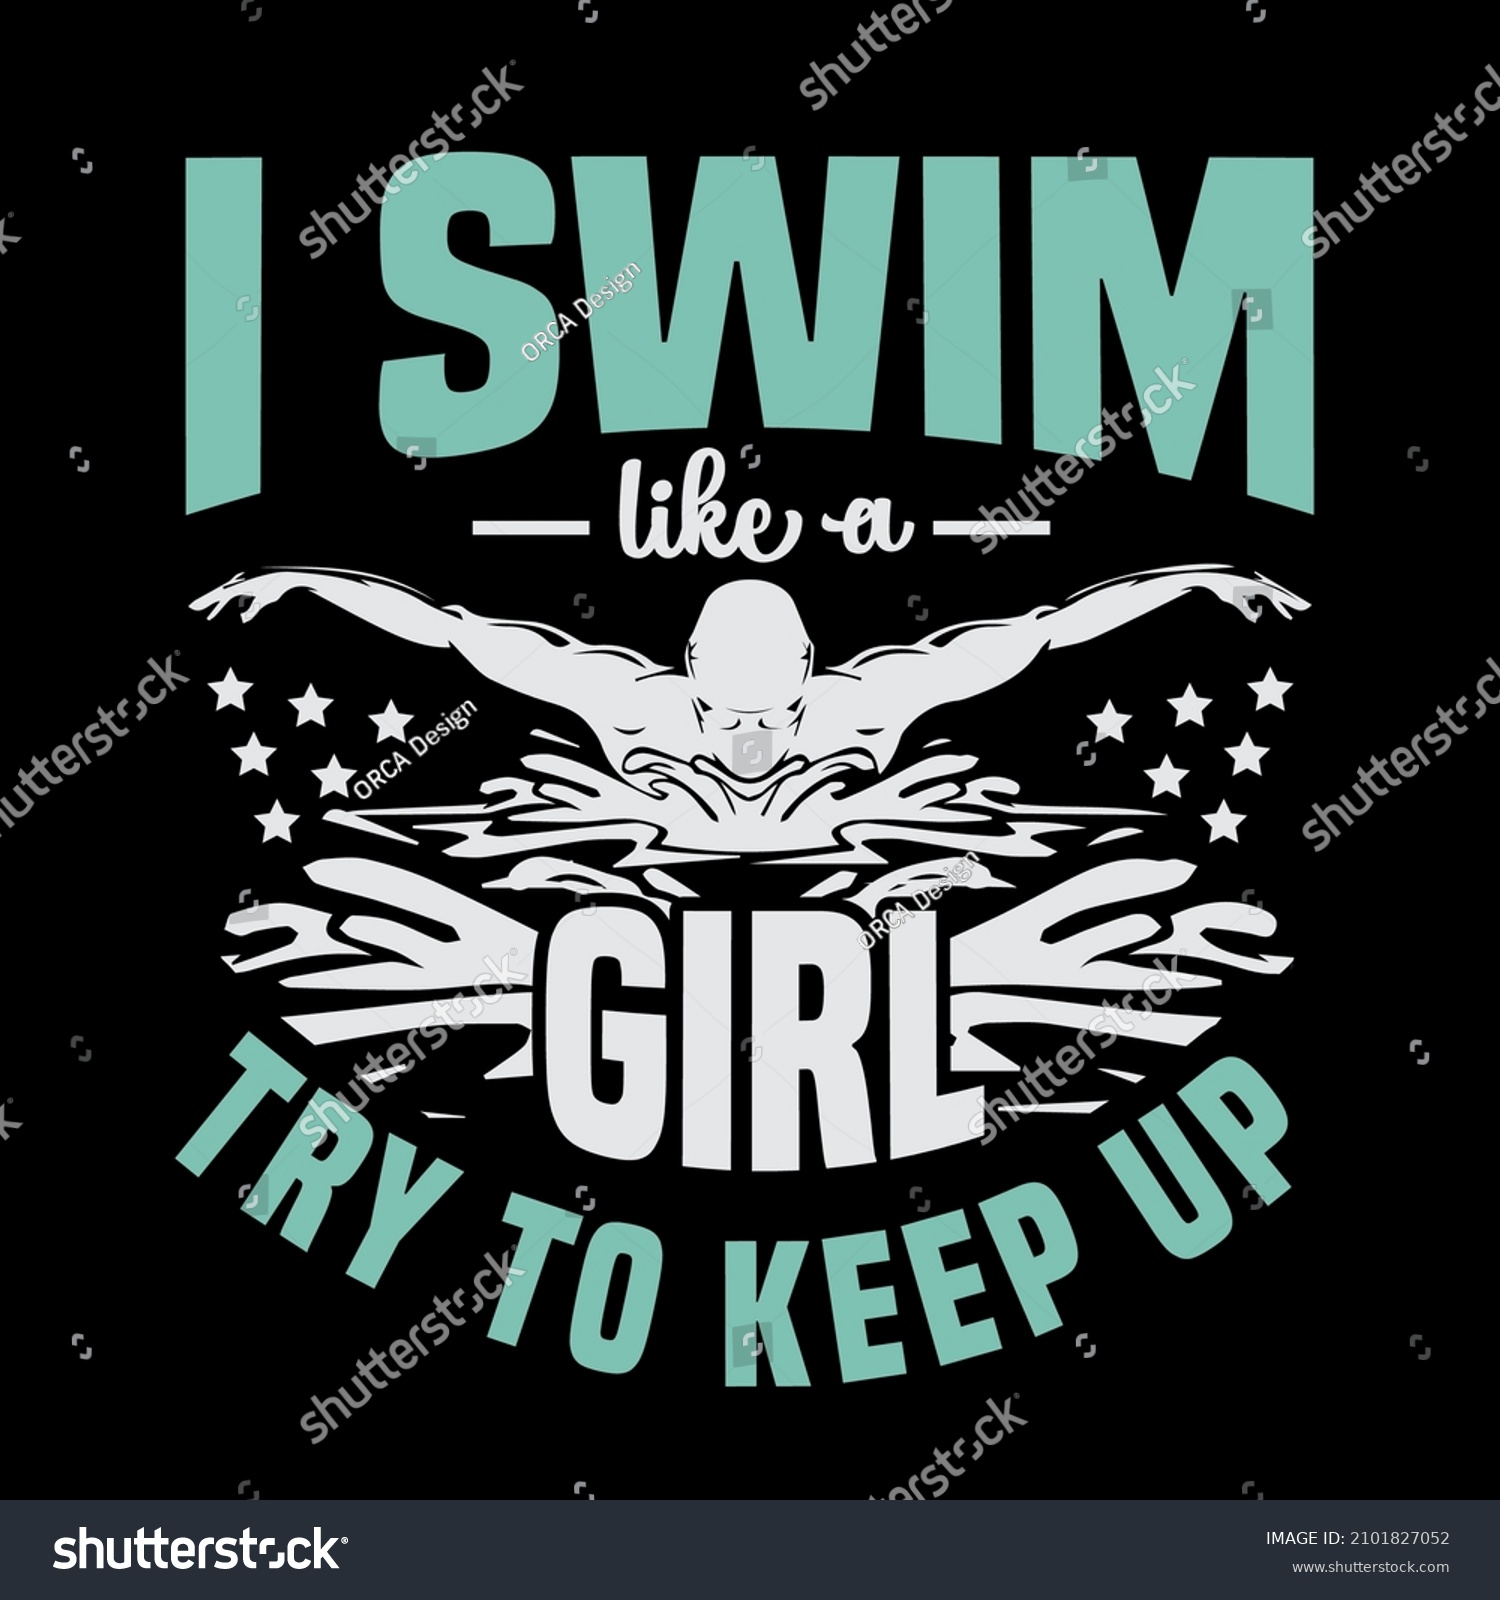 I SWIM
like a
GIRL
TRY TO KEEP UP
shutterstock
ORCA Design
ORCA Design
ORCA Design
shutterstock
IMAGE ID: 2101827052
www.shutterstock.com